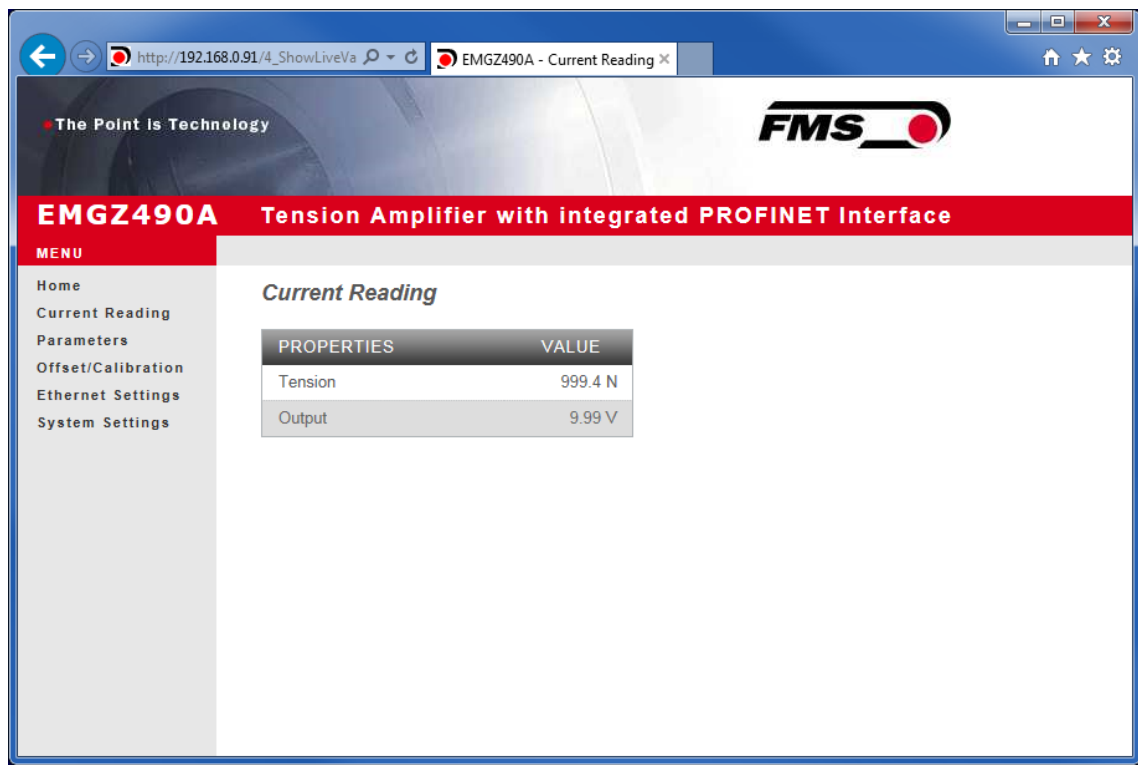 http://192.168.0.91/4_ShowLiveVa
EMGZ490A - Current Reading
The Point is Technology
FMS
EMGZ490A Tension Amplifier with integrated PROFINET Interface
MENU
Home
Current Reading
Parameters
Offset/Calibration
Ethernet Settings
System Settings
Current Reading
PROPERTIES VALUE
Tension 999.4 N
Output 9.99 V